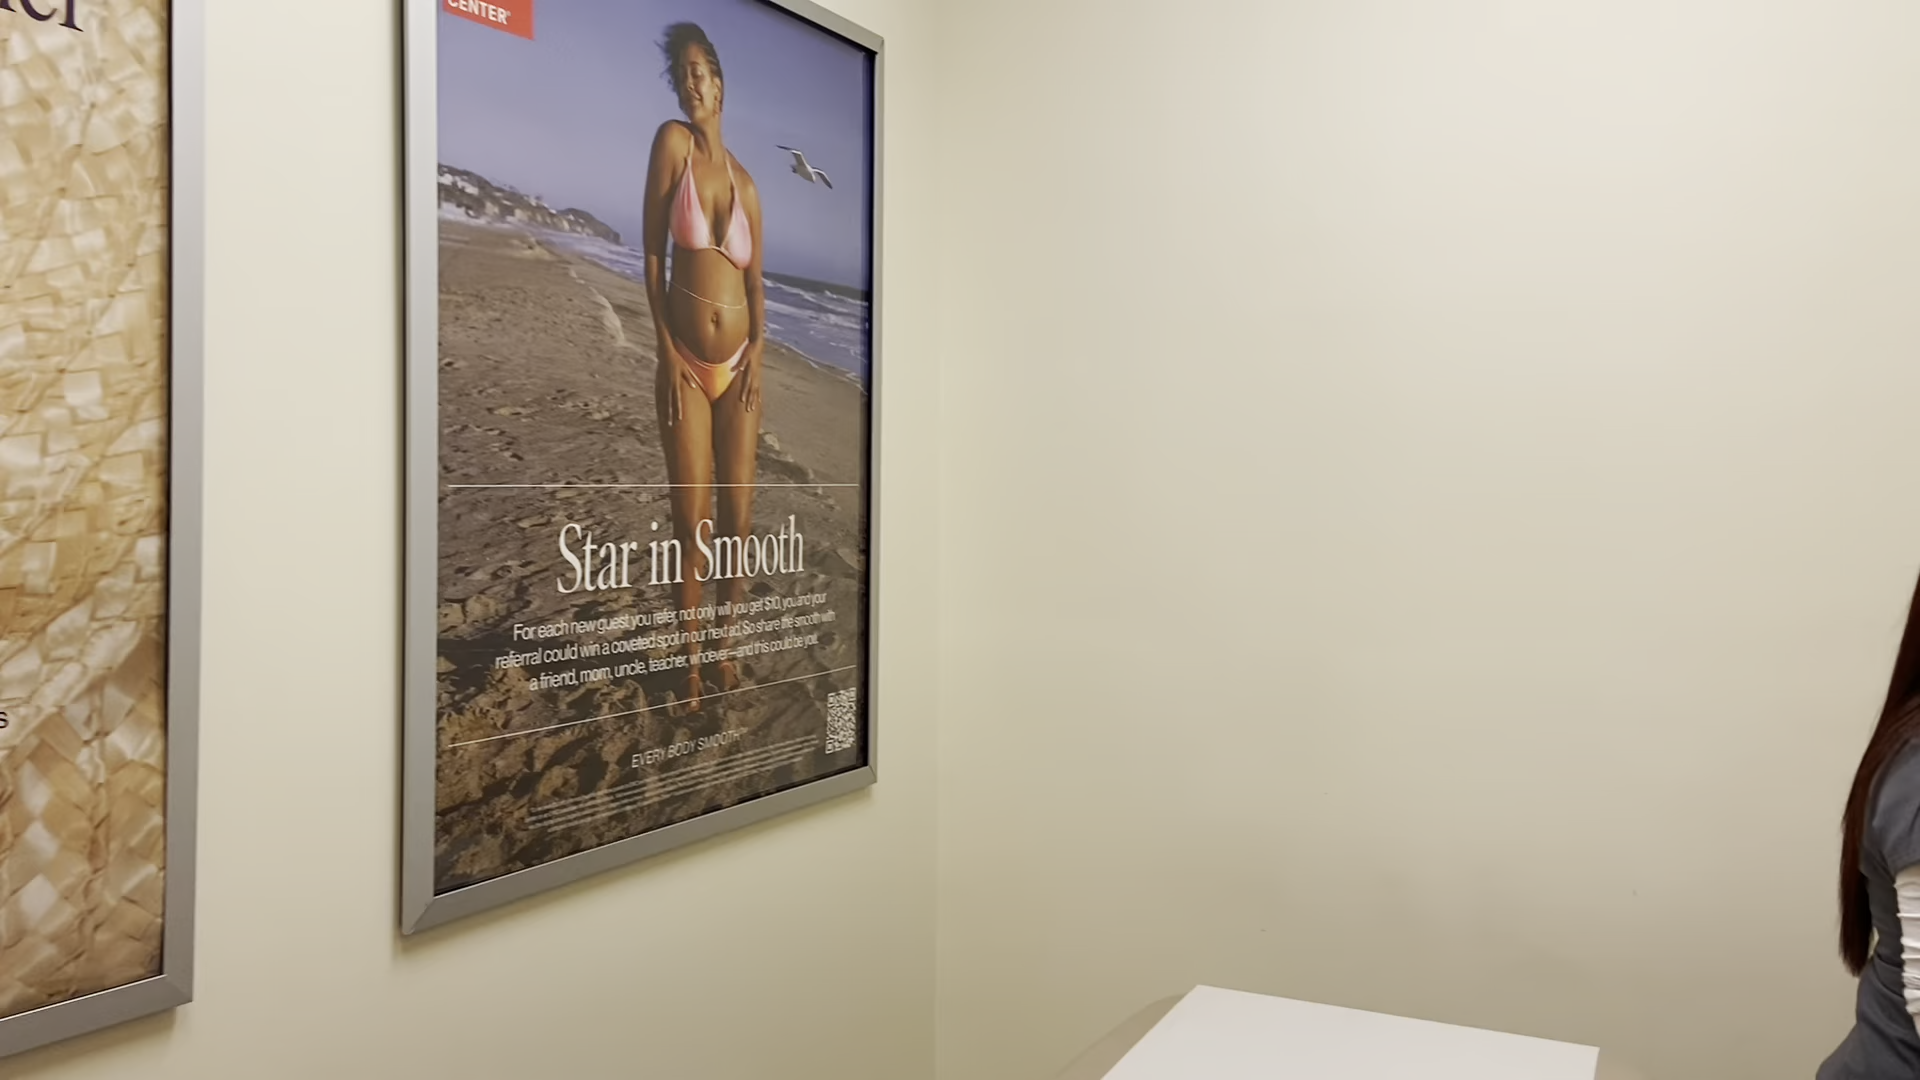 CENTER®
Star in Smooth
For each new guest you refer, not only will you get $10, you and your
referral could win a coveted spot in our next ad. So share the smooth with
a friend, mom, uncle, teacher, whoever—and this could be you.
EVERY BODY SMOOTH™
s